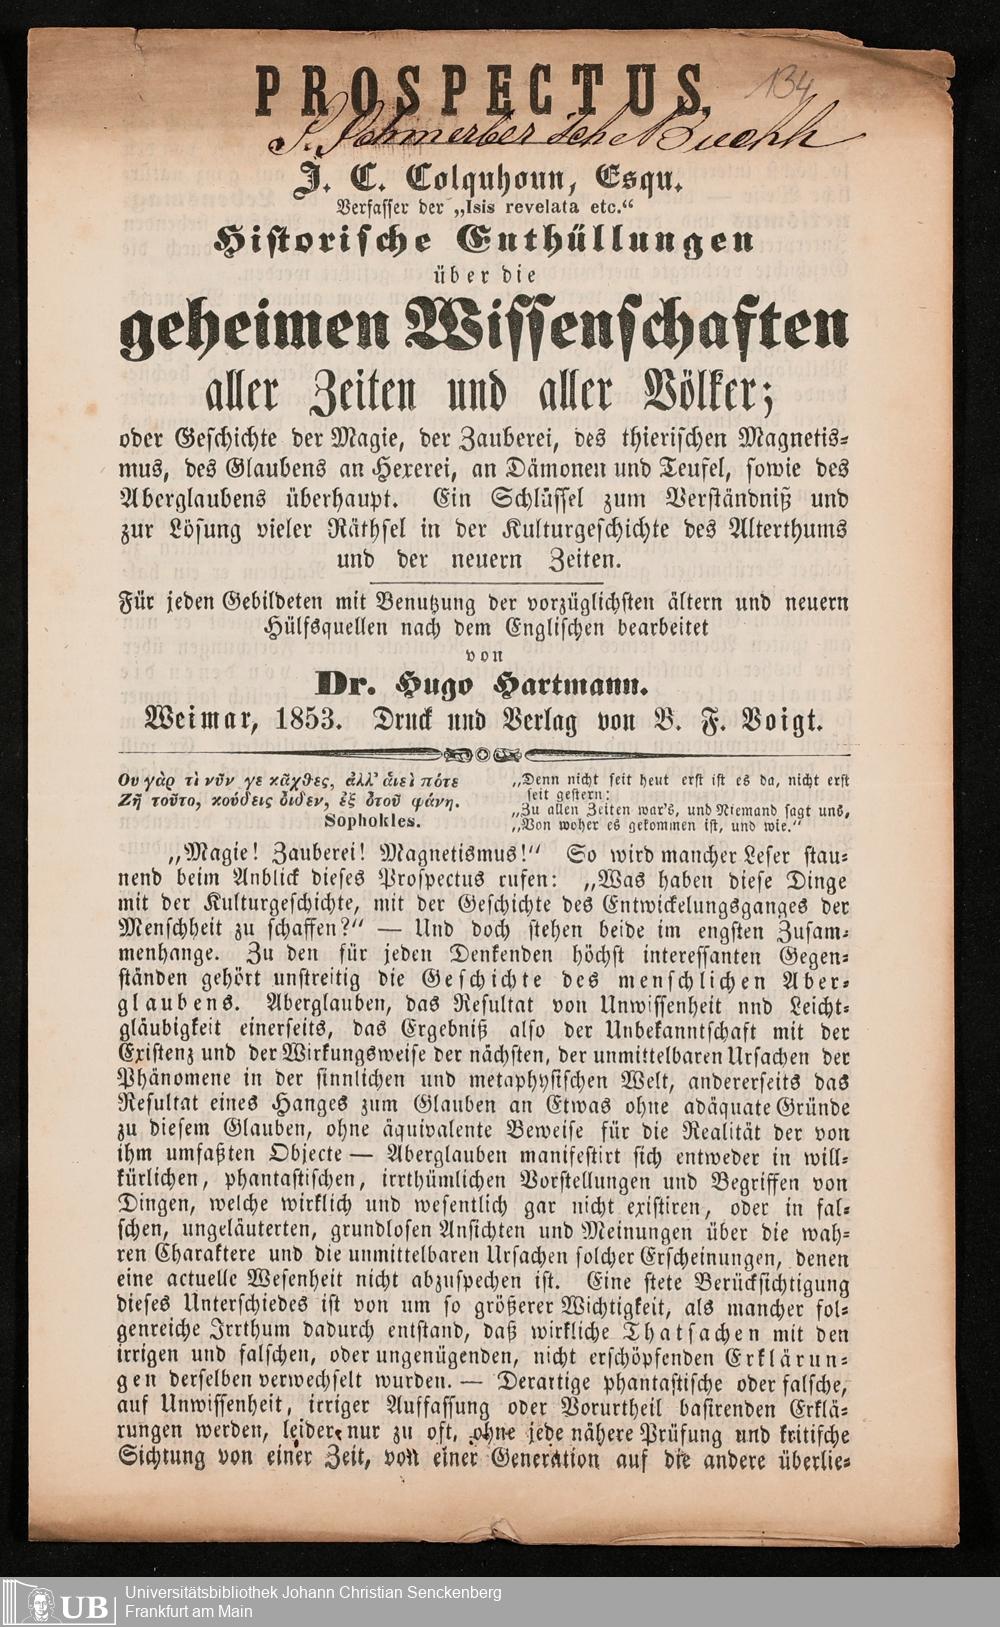 PROSPECTUS.
134
S. Schmerber'sche Buchh
J. C. Colquhoun, Esqu.
Verfasser der „Isis revelata etc.“
Historische Enthüllungen
über die
geheimen Wissenschaften
aller Zeiten und aller Völker;
oder Geschichte der Magie, der Zauberei, des thierischen Magnetis-
mus, des Glaubens an Hexerei, an Dämonen und Teufel, sowie des
Aberglaubens überhaupt. Ein Schlüssel zum Verständniß und
zur Lösung vieler Räthsel in der Kulturgeschichte des Alterthums
und der neuern Zeiten.
Für jeden Gebildeten mit Benutzung der vorzüglichsten ältern und neuern
Hülfsquellen nach dem Englischen bearbeitet
von
Dr. Hugo Hartmann.
Weimar, 1853. Druck und Verlag von B. F. Voigt.
Ου γὰρ τὶ νῦν γε κᾶχθες, ἀλλ' ἀιεὶ πότε
Ζῆ τοῦτο, κούδεις ὀιδεν, ἐξ ὁτοῦ φάνη.
Sophokles.
„Denn nicht seit heut erst ist es da, nicht erst
seit gestern:
„Zu allen Zeiten war's, und Niemand sagt uns,
„Von woher es gekommen ist, und wie.“
„Magie! Zauberei! Magnetismus!“ So wird mancher Leser stau-
nend beim Anblick dieses Prospectus rufen: „Was haben diese Dinge
mit der Kulturgeschichte, mit der Geschichte des Entwickelungsganges der
Menschheit zu schaffen?“ — Und doch stehen beide im engsten Zusam-
menhange. Zu den für jeden Denkenden höchst interessanten Gegen-
ständen gehört unstreitig die Geschichte des menschlichen Aber-
glaubens. Aberglauben, das Resultat von Unwissenheit nnd Leicht-
gläubigkeit einerseits, das Ergebniß also der Unbekanntschaft mit der
Existenz und der Wirkungsweise der nächsten, der unmittelbaren Ursachen der
Phänomene in der sinnlichen und metaphysischen Welt, andererseits das
Resultat eines Hanges zum Glauben an Etwas ohne adäquate Gründe
zu diesem Glauben, ohne äquivalente Beweise für die Realität der von
ihm umfaßten Objecte — Aberglauben manifestirt sich entweder in will-
kürlichen, phantastischen, irrthümlichen Vorstellungen und Begriffen von
Dingen, welche wirklich und wesentlich gar nicht existiren, oder in fal-
schen, ungeläuterten, grundlosen Ansichten und Meinungen über die wah-
ren Charaktere und die unmittelbaren Ursachen solcher Erscheinungen, denen
eine actuelle Wesenheit nicht abzuspechen ist. Eine stete Berücksichtigung
dieses Unterschiedes ist von um so größerer Wichtigkeit, als mancher fol-
genreiche Irrthum dadurch entstand, daß wirkliche Thatsachen mit den
irrigen und falschen, oder ungenügenden, nicht erschöpfenden Erklärun-
gen derselben verwechselt wurden. — Derartige phantastische oder falsche,
auf Unwissenheit, irriger Auffassung oder Vorurtheil basirenden Erklä-
rungen werden, leider nur zu oft, ohne jede nähere Prüfung und kritische
Sichtung von einer Zeit, von einer Generation auf die andere überlie-
UB
Universitätsbibliothek Johann Christian Senckenberg
Frankfurt am Main